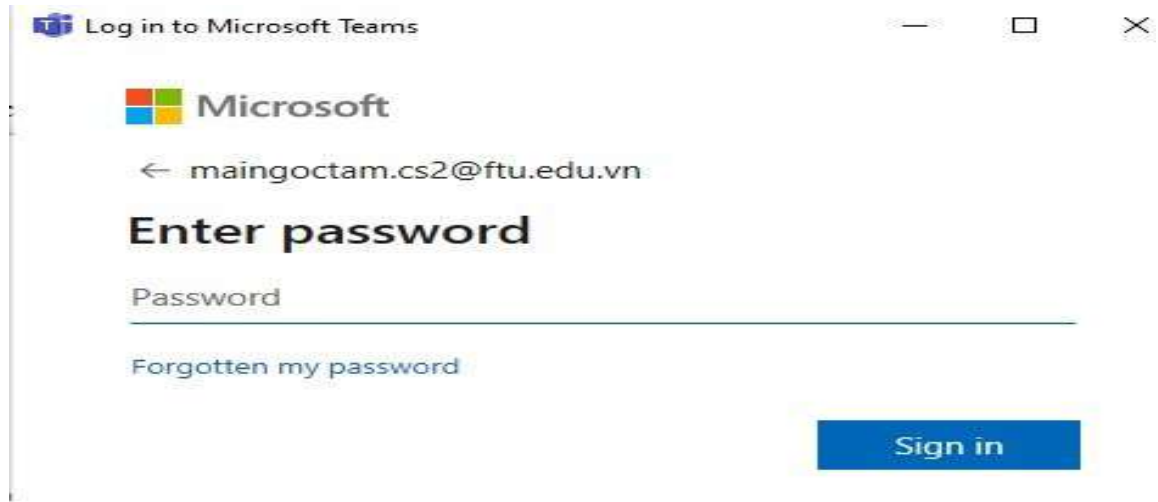 Log in to Microsoft Teams
Microsoft
← maingoctam.cs2@ftu.edu.vn
Enter password
Password
Forgotten my password
Sign in